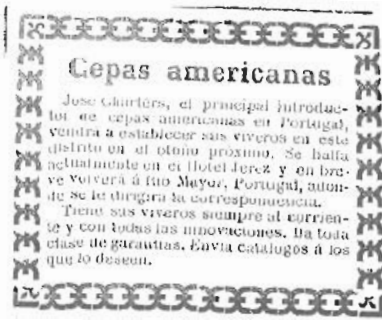 Cepas americanas
José Charters, el principal introduc-
tor de cepas americanas en Portugal,
vendrá a establecer sus viveros en este
distrito en el otoño próximo. Se halla
actualmente en el Hotel Jerez y en bre-
ve volverá á Rio Mayor, Portugal, adon-
de se le dirigirá la correspondencia.
Tiene sus viveros siempre al corrien-
te y con todas las innovaciones. Da toda
clase de garantías. Envía catálogos á los
que lo deseen.